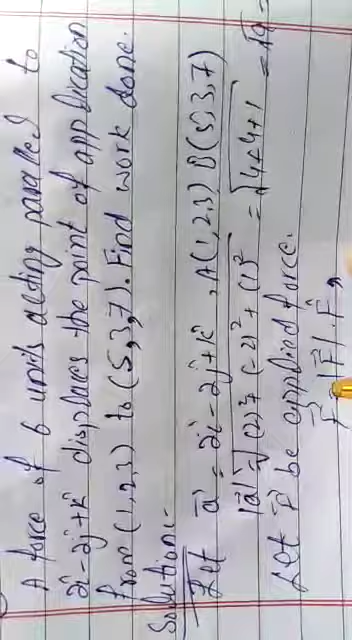 A force of 6 units acting parallel to
2î-2ĵ+k̂ displaces the point of application
from (1,2,3) to (5,3,7). Find work done.
Solution:-
Let a⃗ = 2î-2ĵ+k̂, A(1,2,3) B(5,3,7)
|a⃗| = √(2)²+(-2)²+(1)² = √4+4+1 = √9 =
Let F⃗ be applied force.
F⃗ = |F⃗|.F̂,